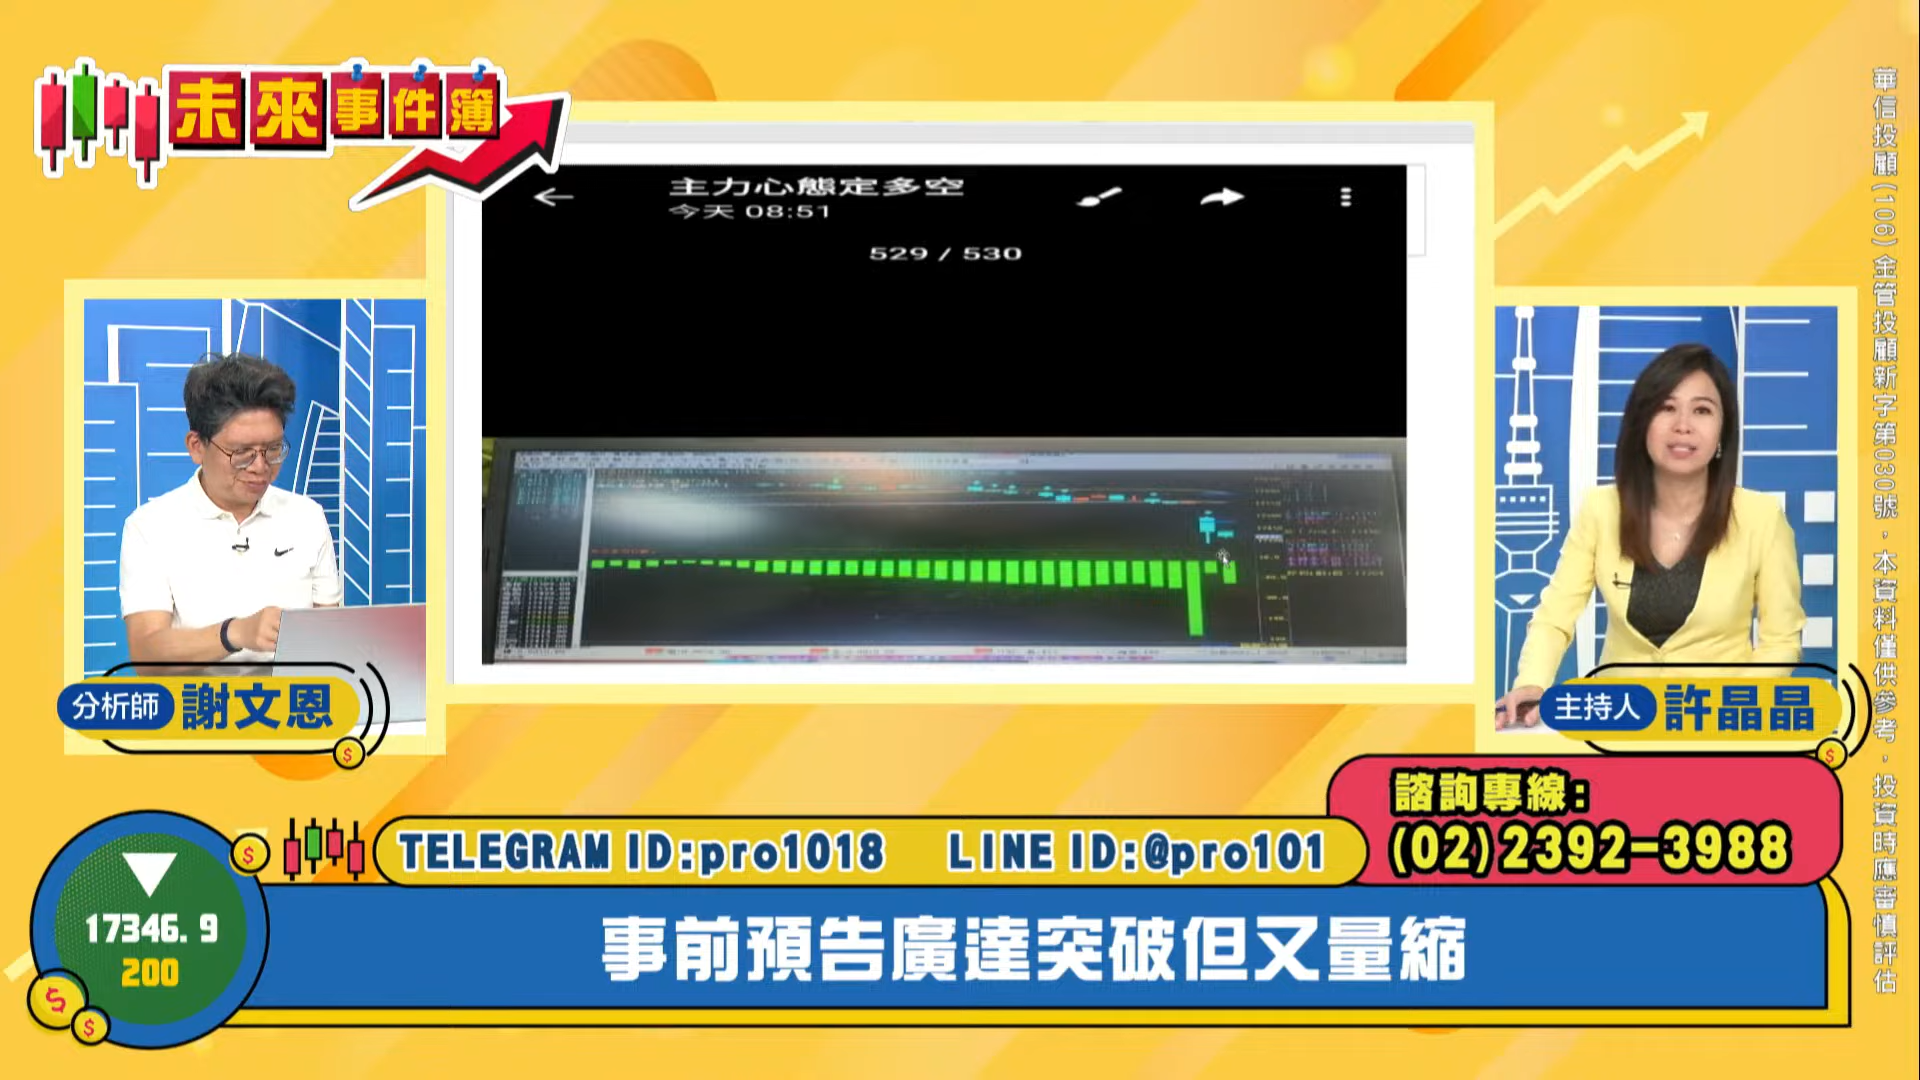 未來事件簿
主力心態定多空
今天 08:51
529 / 530
分析師 謝文恩
主持人 許晶晶
諮詢專線:
(02)2392-3988
TELEGRAM ID:pro1018 LINE ID:@pro101
17346.9
200
事前預告廣達突破但又量縮
華信投顧(106)金管投顧新字第030號，本資料僅供參考，投資時應審慎評估